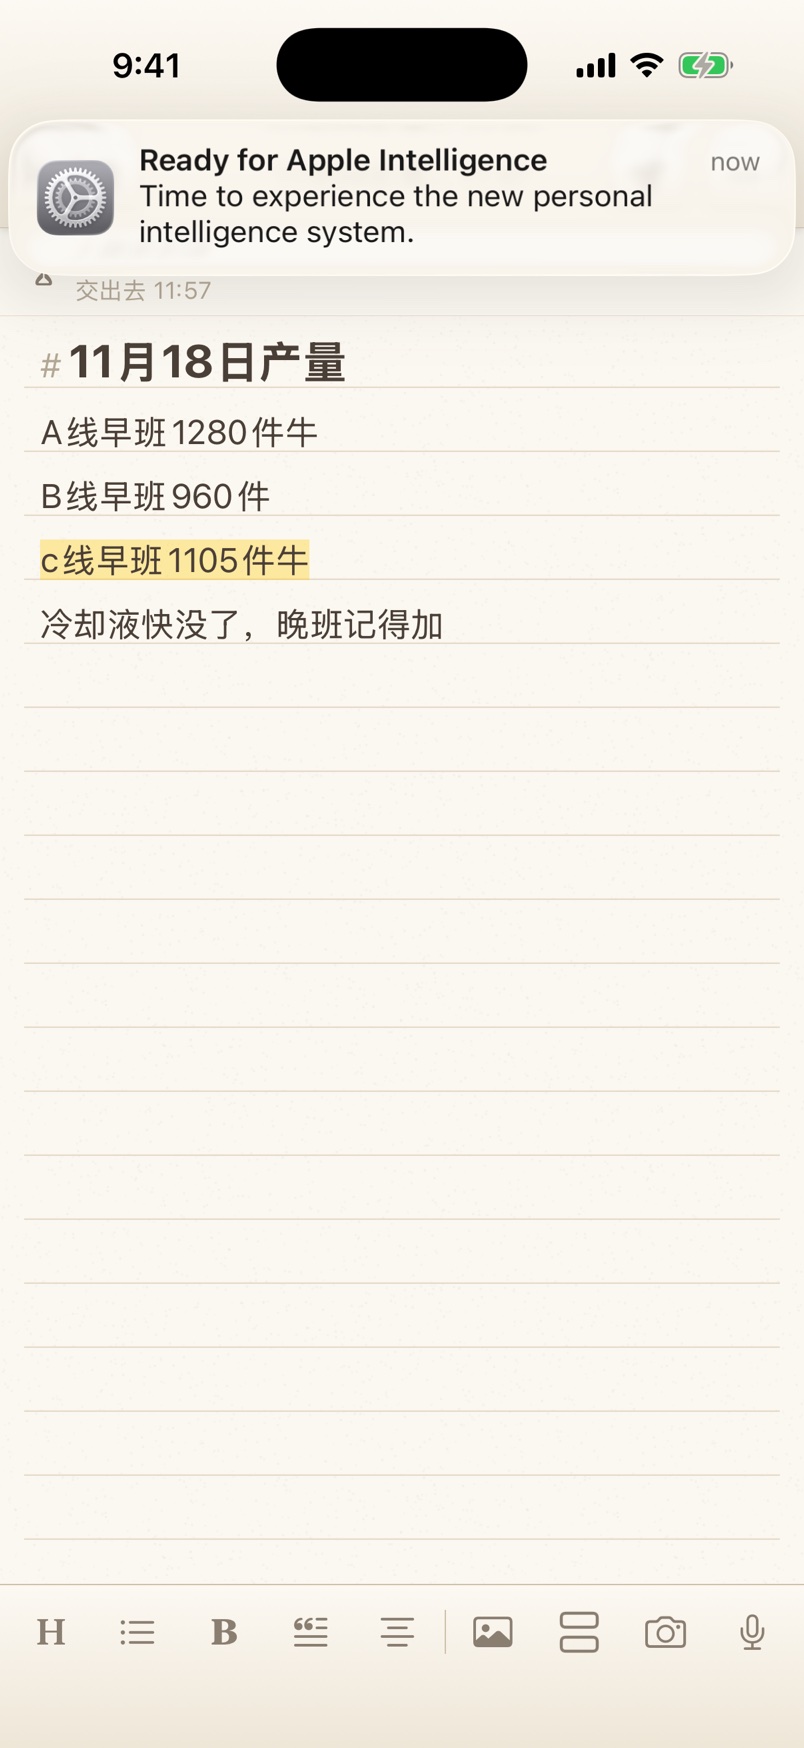 9:41
Ready for Apple Intelligence
now
Time to experience the new personal
intelligence system.
交出去 11:57
# 11月18日产量
A线早班1280件牛
B线早班960件
c线早班1105件牛
冷却液快没了，晚班记得加
H
B